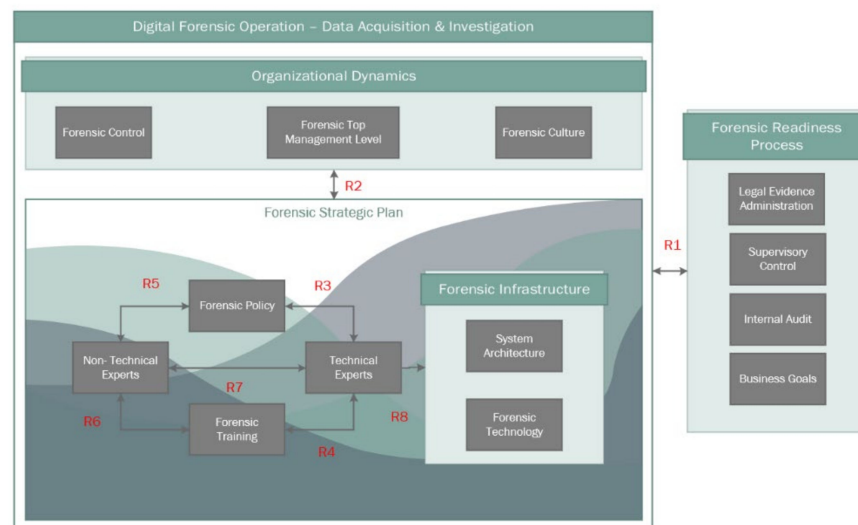 Digital Forensic Operation – Data Acquisition & Investigation
Organizational Dynamics
Forensic Control
Forensic Top
Management Level
Forensic Culture
R2
Forensic Strategic Plan
R5
R3
Forensic Policy
Non- Technical
Experts
Technical
Experts
R7
R6
Forensic
Training
R4
R8
Forensic Infrastructure
System
Architecture
Forensic
Technology
R1
Forensic Readiness
Process
Legal Evidence
Administration
Supervisory
Control
Internal Audit
Business Goals